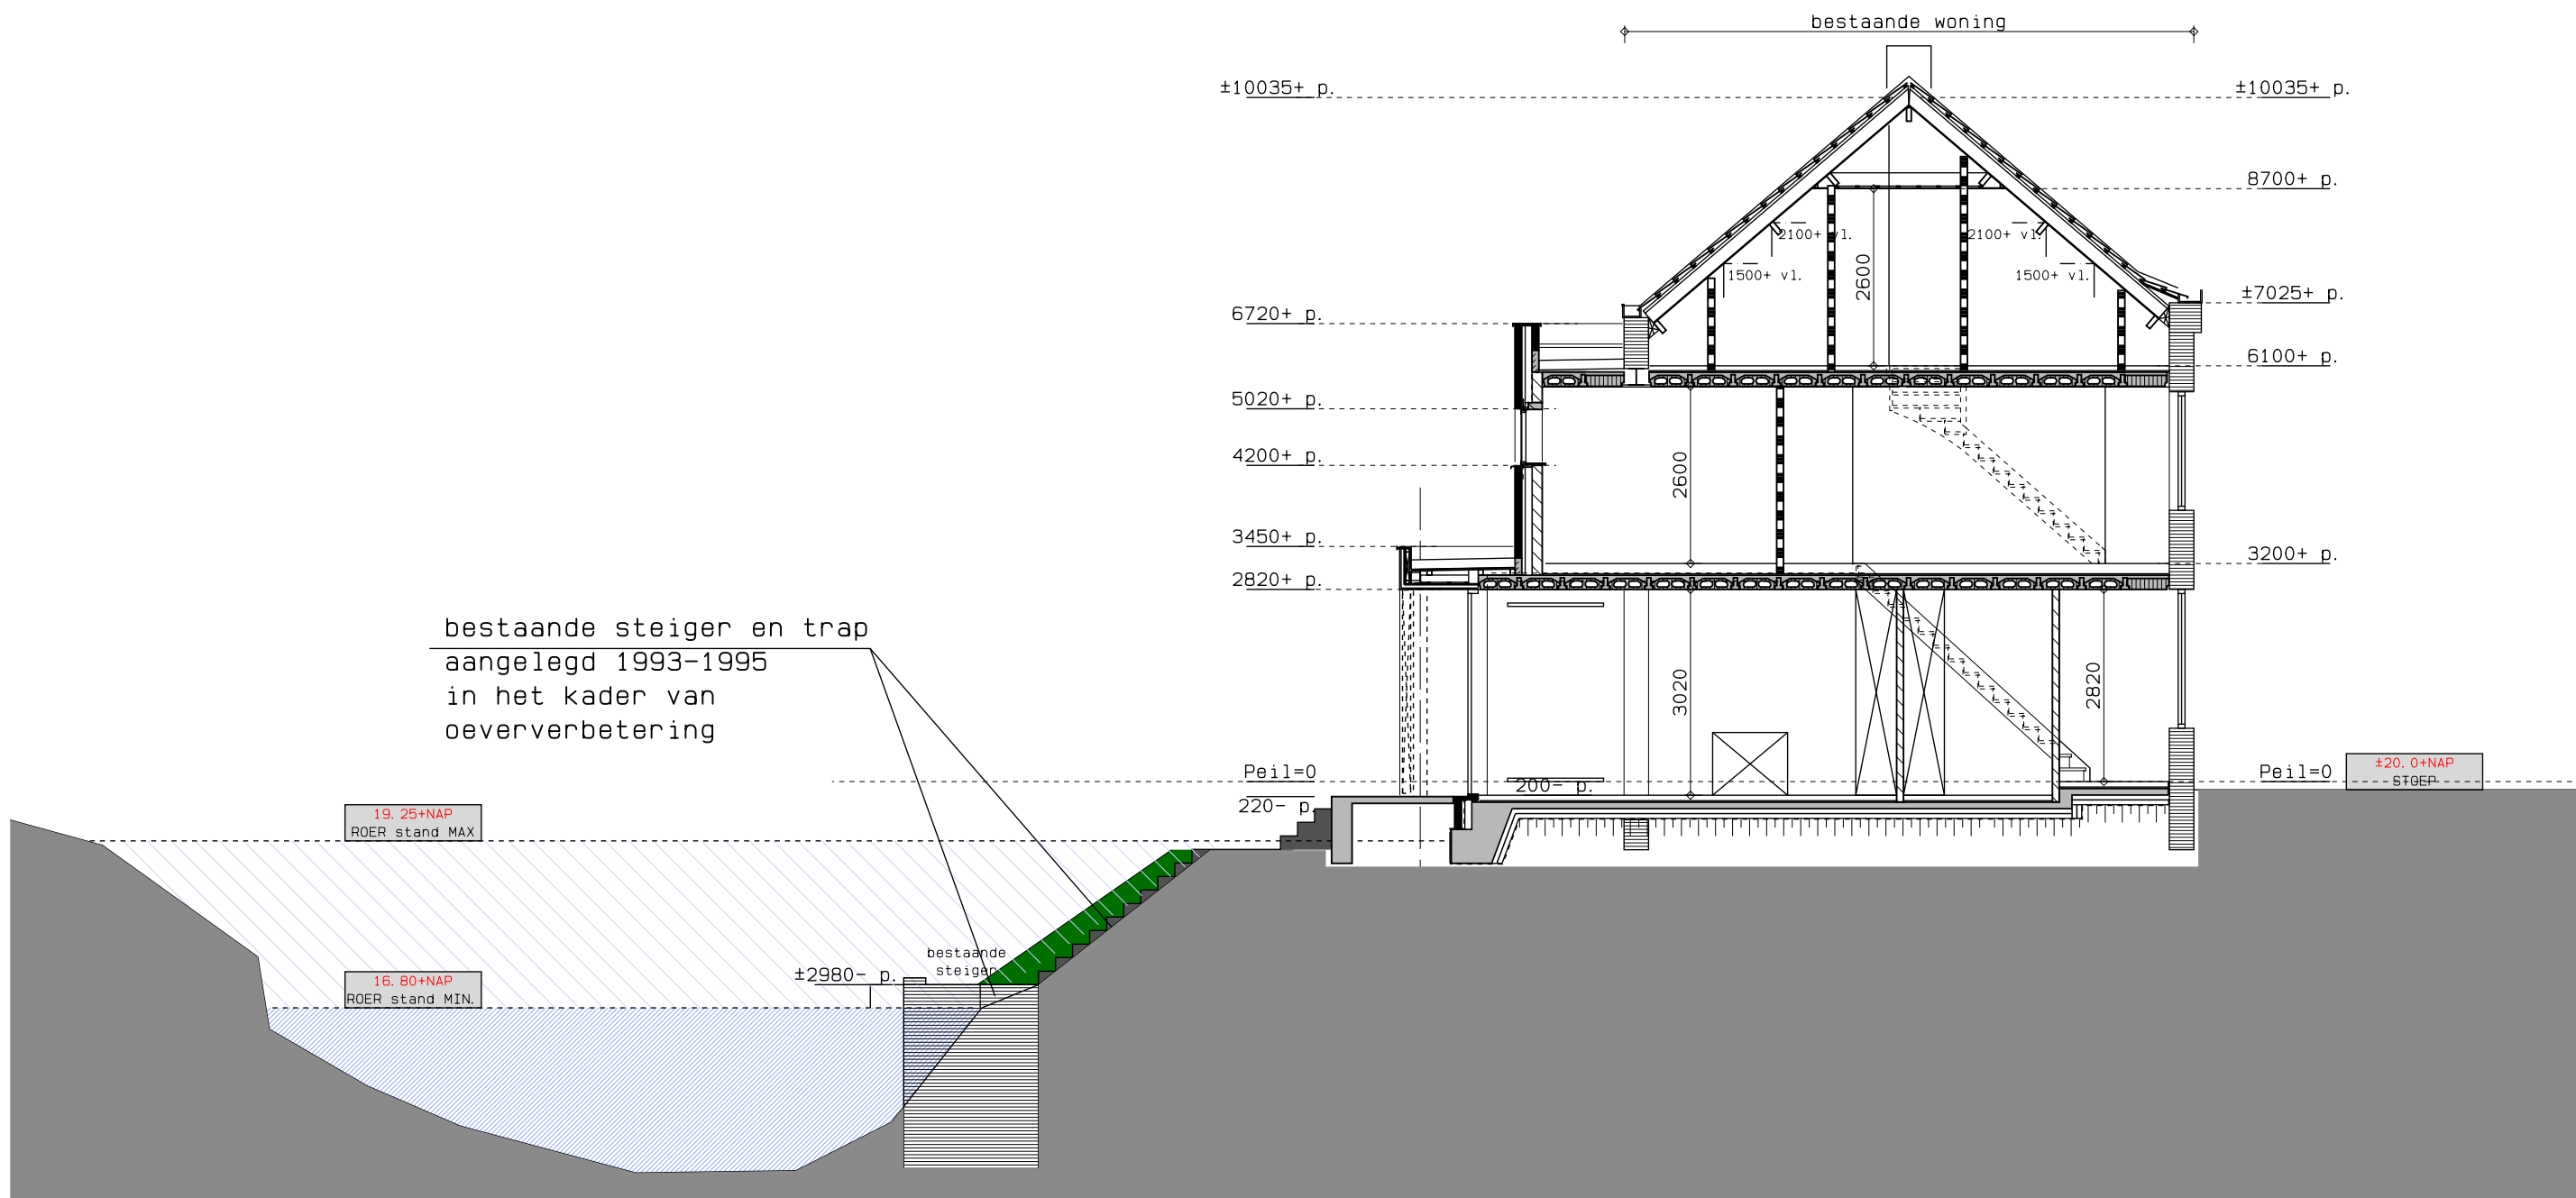 bestaande woning
±10035+ p.
±10035+ p.
8700+ p.
2100+ vl.
2100+ vl.
1500+ vl.
1500+ vl.
2600
±7025+ p.
6720+ p.
6100+ p.
5020+ p.
4200+ p.
2600
3450+ p.
3200+ p.
2820+ p.
bestaande steiger en trap
aangelegd 1993-1995
in het kader van
oeververbetering
3020
2820
Peil=0
Peil=0
±20.0+NAP
STOEP
200- p.
220- p.
19.25+NAP
ROER stand MAX
bestaande
steiger
±2980- p.
16.80+NAP
ROER stand MIN.